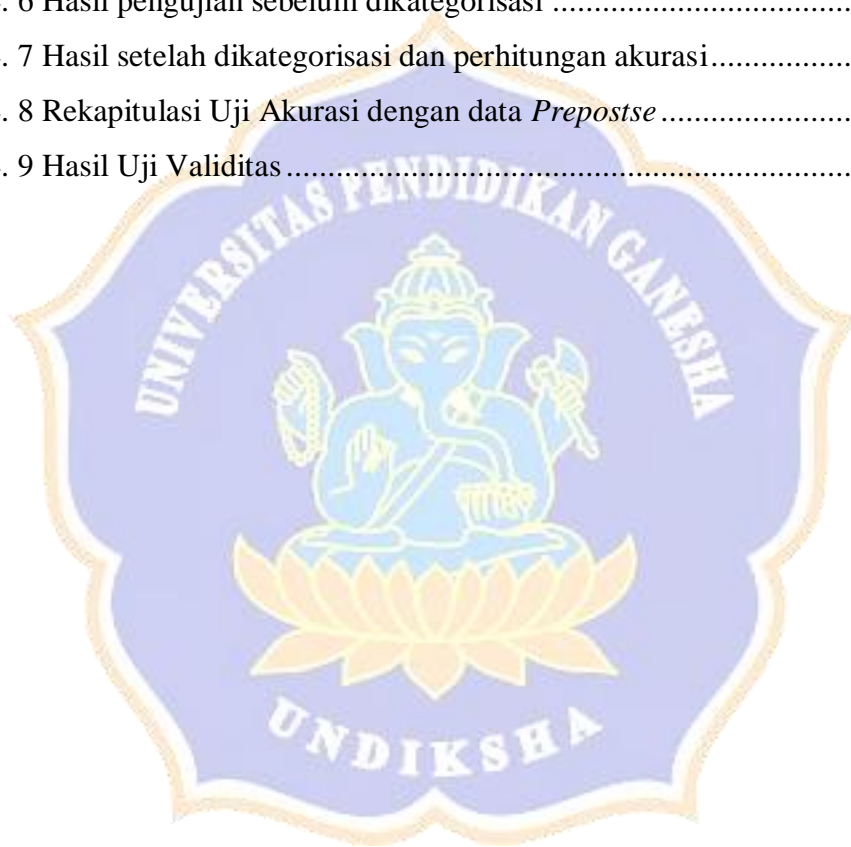 . 6 Hasil pengujian sebelum dikategorisasi ....................................
. 7 Hasil setelah dikategorisasi dan perhitungan akurasi.................
. 8 Rekapitulasi Uji Akurasi dengan data Prepostse.......................
. 9 Hasil Uji Validitas......................................................................
UNIVERSITAS PENDIDIKAN GANESHA
UNDIKSHA